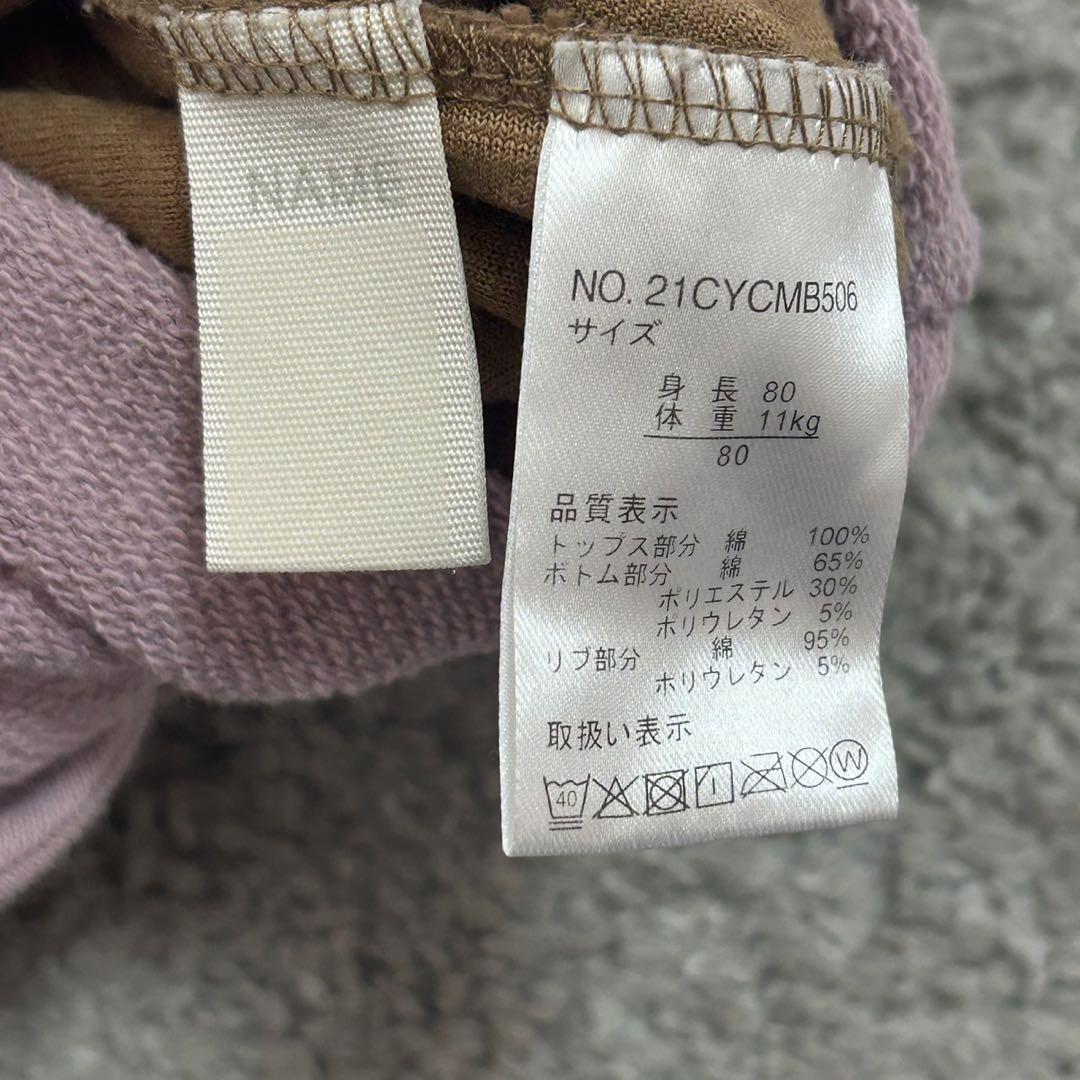 NAME
NO. 21CYCMB506
サイズ
身 長 80
体 重 11kg
80
品質表示
トップス部分 綿 100%
ボトム部分 綿 65%
ポリエステル 30%
ポリウレタン 5%
リブ部分 綿 95%
ポリウレタン 5%
取扱い表示
40 W